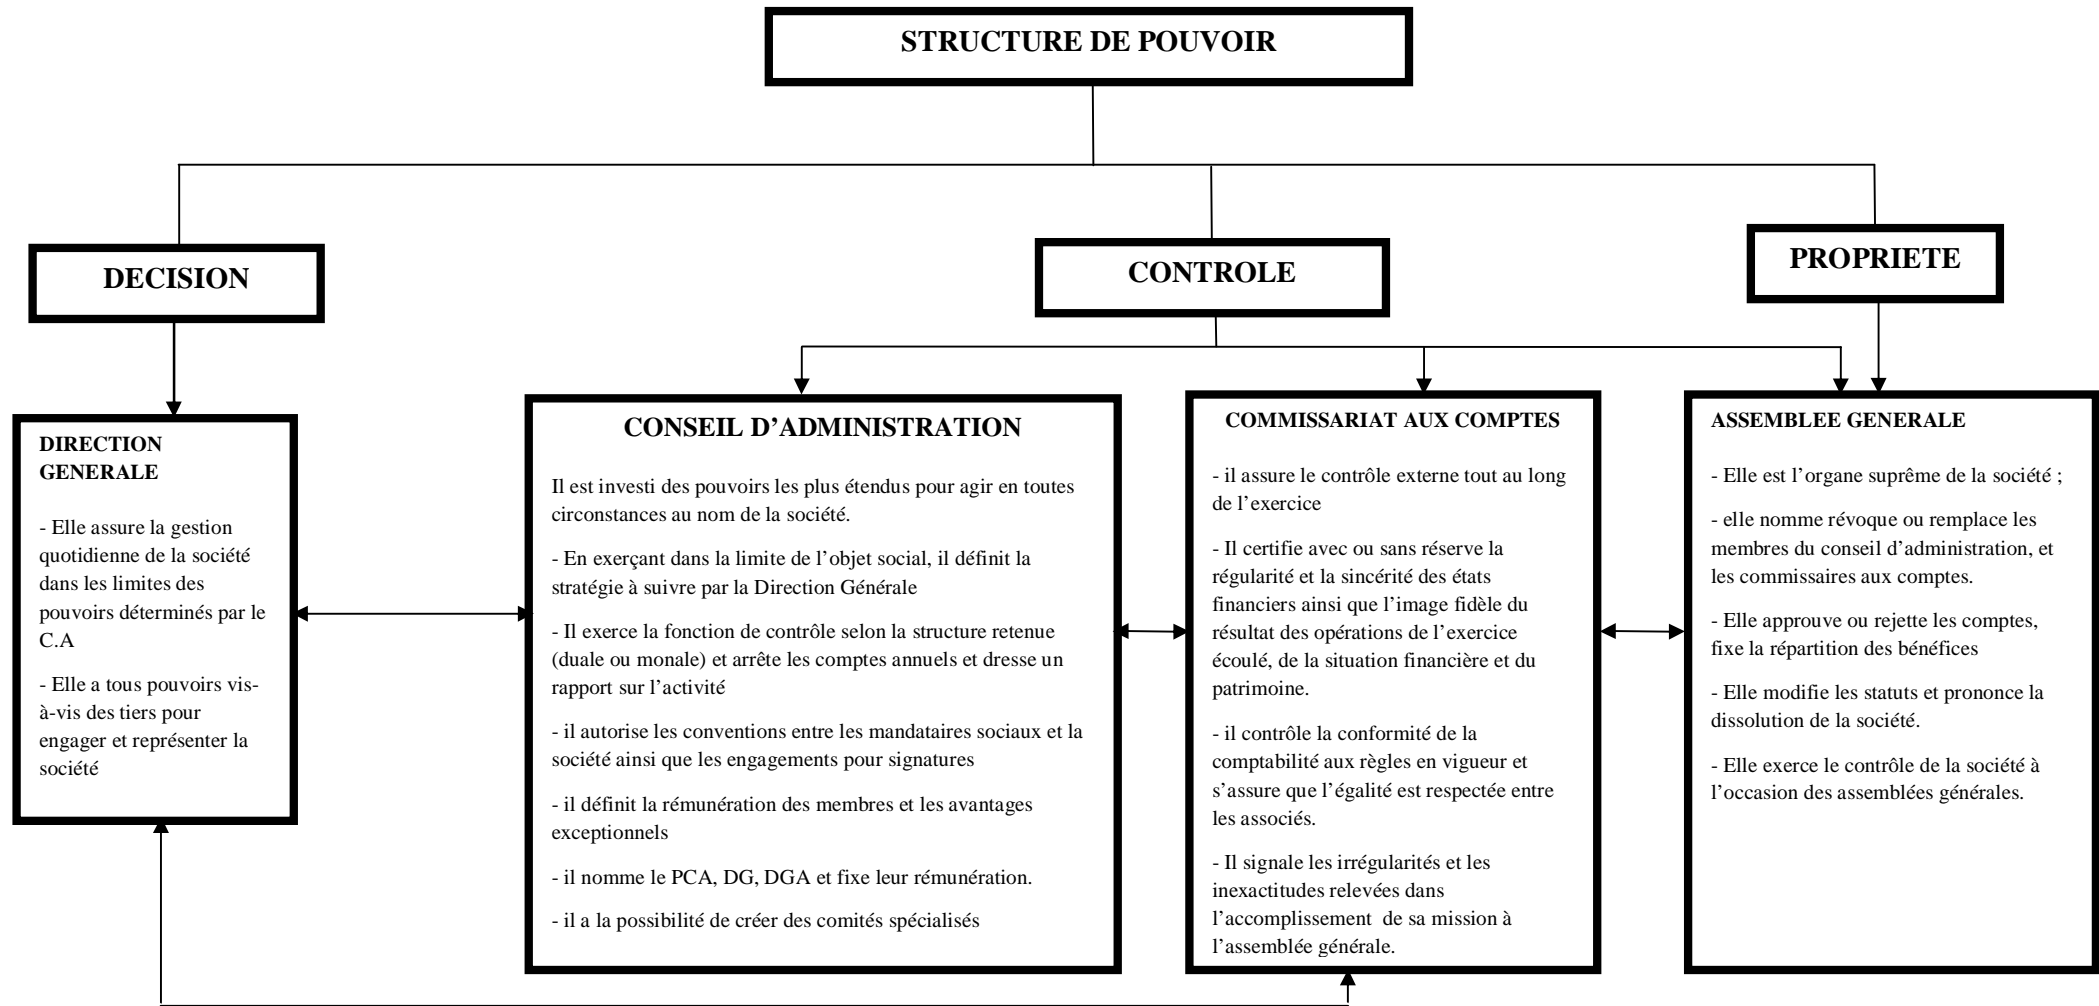 STRUCTURE DE POUVOIR
DECISION
CONTROLE
PROPRIETE
DIRECTION
GENERALE
- Elle assure la gestion
quotidienne de la société
dans les limites des
pouvoirs déterminés par le
C.A
- Elle a tous pouvoirs vis-
à-vis des tiers pour
engager et représenter la
société
CONSEIL D’ADMINISTRATION
Il est investi des pouvoirs les plus étendus pour agir en toutes
circonstances au nom de la société.
- En exerçant dans la limite de l’objet social, il définit la
stratégie à suivre par la Direction Générale
- Il exerce la fonction de contrôle selon la structure retenue
(duale ou monale) et arrête les comptes annuels et dresse un
rapport sur l’activité
- il autorise les conventions entre les mandataires sociaux et la
société ainsi que les engagements pour signatures
- il définit la rémunération des membres et les avantages
exceptionnels
- il nomme le PCA, DG, DGA et fixe leur rémunération.
- il a la possibilité de créer des comités spécialisés
COMMISSARIAT AUX COMPTES
- il assure le contrôle externe tout au long
de l’exercice
- Il certifie avec ou sans réserve la
régularité et la sincérité des états
financiers ainsi que l’image fidèle du
résultat des opérations de l’exercice
écoulé, de la situation financière et du
patrimoine.
- il contrôle la conformité de la
comptabilité aux règles en vigueur et
s’assure que l’égalité est respectée entre
les associés.
- Il signale les irrégularités et les
inexactitudes relevées dans
l’accomplissement de sa mission à
l’assemblée générale.
ASSEMBLEE GENERALE
- Elle est l’organe suprême de la société ;
- elle nomme révoque ou remplace les
membres du conseil d’administration, et
les commissaires aux comptes.
- Elle approuve ou rejette les comptes,
fixe la répartition des bénéfices
- Elle modifie les statuts et prononce la
dissolution de la société.
- Elle exerce le contrôle de la société à
l’occasion des assemblées générales.